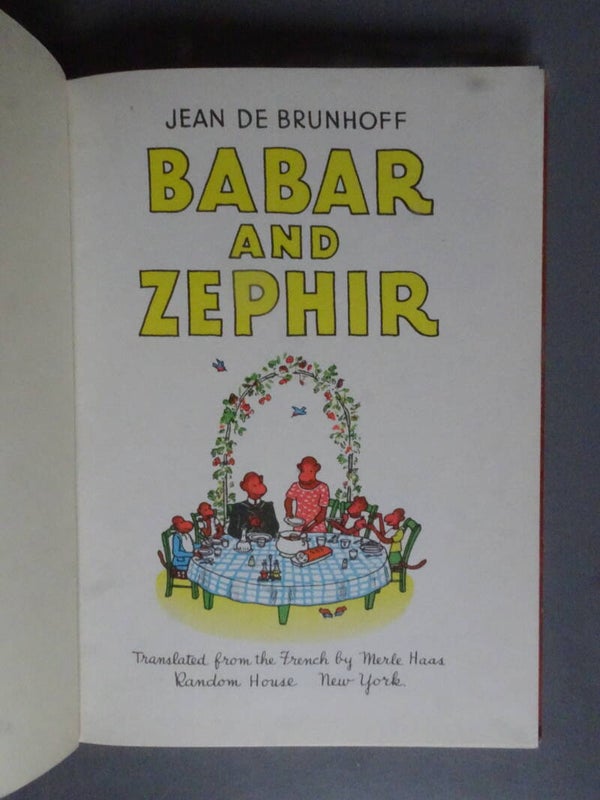 JEAN DE BRUNHOFF
BABAR
AND
ZEPHIR
Translated from the French by Merle Haas
Random House New York.